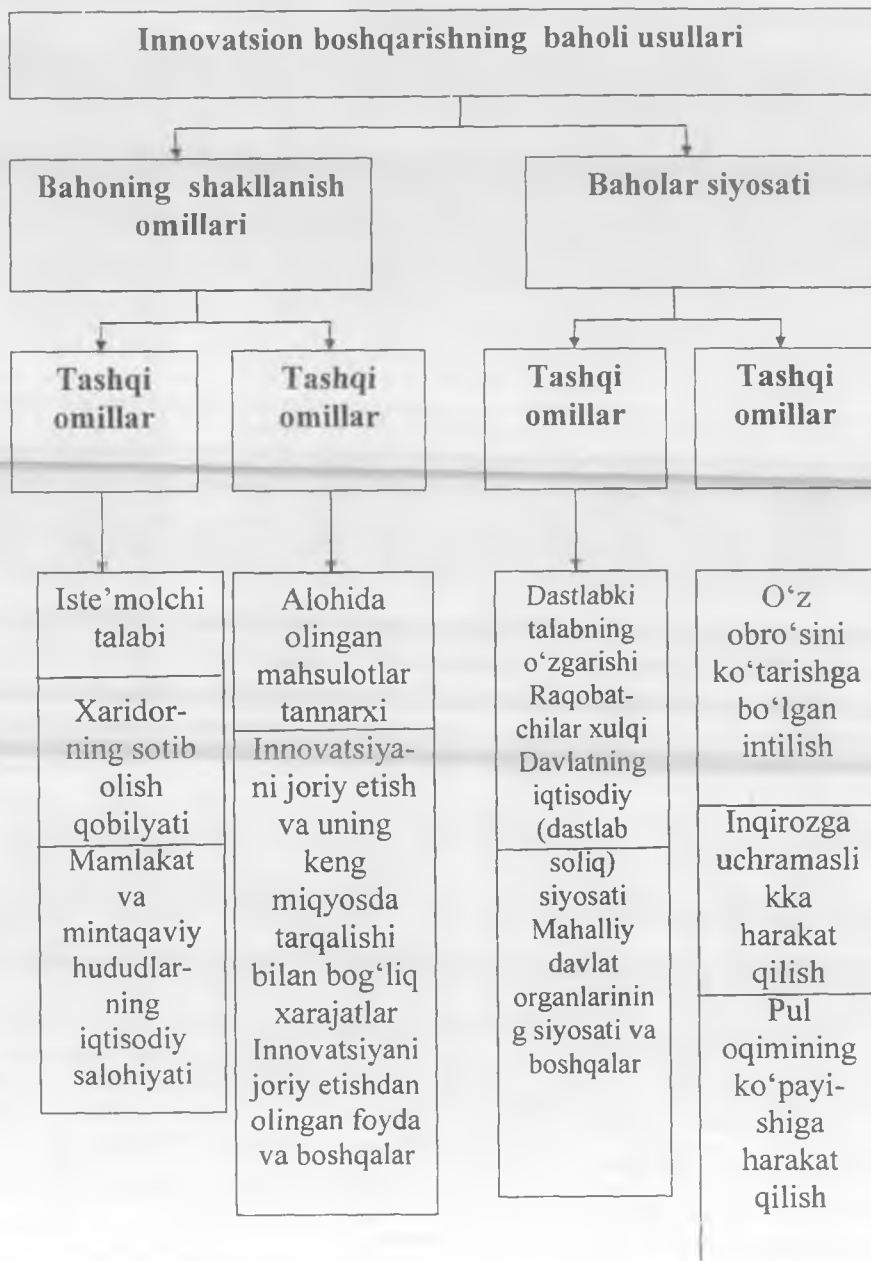 Innovatsion boshqarishning baholi usullari
Bahoning shakllanish
omillari
Baholar siyosati
Tashqi
omillar
Tashqi
omillar
Tashqi
omillar
Tashqi
omillar
Iste’molchi
talabi
Xaridor-
ning sotib
olish
qobilyati
Mamlakat
va
mintaqaviy
hududlar-
ning
iqtisodiy
salohiyati
Alohida
olingan
mahsulotlar
tannarxi
Innovatsiya-
ni joriy etish
va uning
keng
miqyosda
tarqalishi
bilan bog‘liq
xarajatlar
Innovatsiyani
joriy etishdan
olingan foyda
va boshqalar
Dastlabki
talabning
o‘zgarishi
Raqobat-
chilar xulqi
Davlatning
iqtisodiy
(dastlab
soliq)
siyosati
Mahalliy
davlat
organlarinin
g siyosati va
boshqalar
O‘z
obro‘sini
ko‘tarishga
bo‘lgan
intilish
Inqirozga
uchramasli
kka
harakat
qilish
Pul
oqimining
ko‘payi-
shiga
harakat
qilish